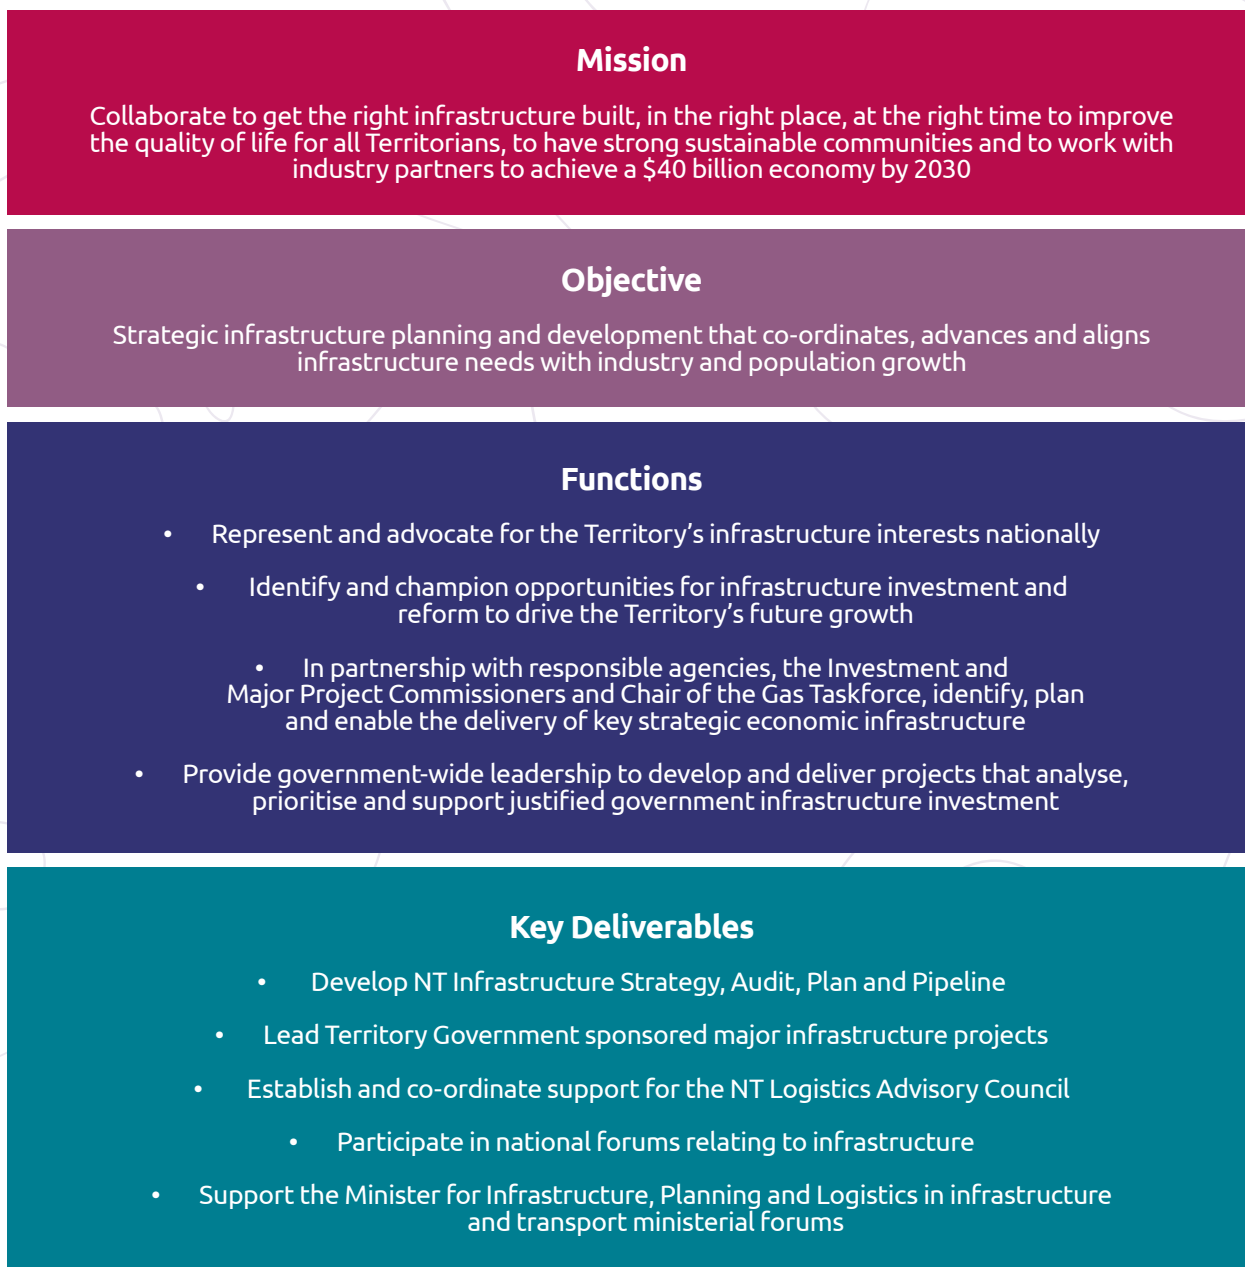 Mission
Collaborate to get the right infrastructure built, in the right place, at the right time to improve
the quality of life for all Territorians, to have strong sustainable communities and to work with
industry partners to achieve a $40 billion economy by 2030
Objective
Strategic infrastructure planning and development that co-ordinates, advances and aligns
infrastructure needs with industry and population growth
Functions
• Represent and advocate for the Territory’s infrastructure interests nationally
• Identify and champion opportunities for infrastructure investment and
reform to drive the Territory’s future growth
• In partnership with responsible agencies, the Investment and
Major Project Commissioners and Chair of the Gas Taskforce, identify, plan
and enable the delivery of key strategic economic infrastructure
• Provide government-wide leadership to develop and deliver projects that analyse,
prioritise and support justified government infrastructure investment
Key Deliverables
• Develop NT Infrastructure Strategy, Audit, Plan and Pipeline
• Lead Territory Government sponsored major infrastructure projects
• Establish and co-ordinate support for the NT Logistics Advisory Council
• Participate in national forums relating to infrastructure
• Support the Minister for Infrastructure, Planning and Logistics in infrastructure
and transport ministerial forums